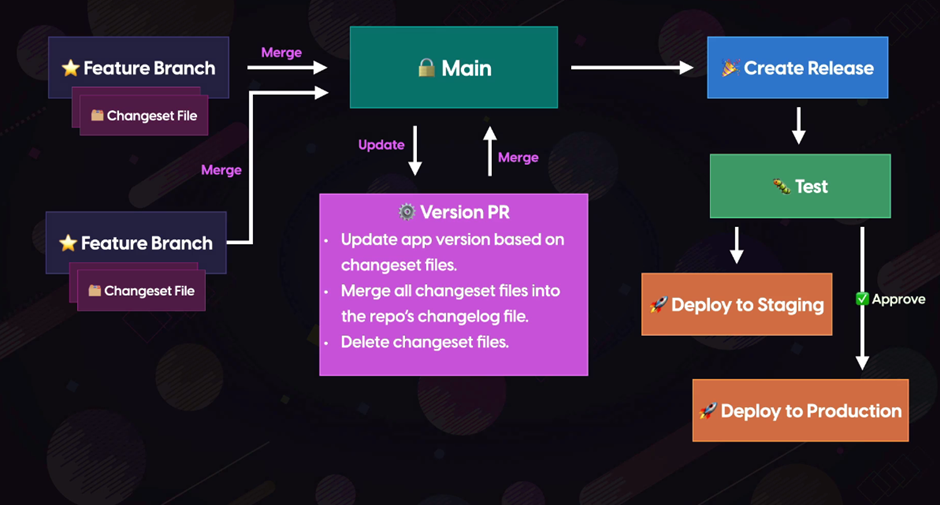 ⭐ Feature Branch
🗂️ Changeset File
Merge
Merge
⭐ Feature Branch
🗂️ Changeset File
🔒 Main
Update
Merge
⚙️ Version PR
• Update app version based on
changeset files.
• Merge all changeset files into
the repo's changelog file.
• Delete changeset files.
🎉 Create Release
🐛 Test
🚀 Deploy to Staging
✅ Approve
🚀 Deploy to Production